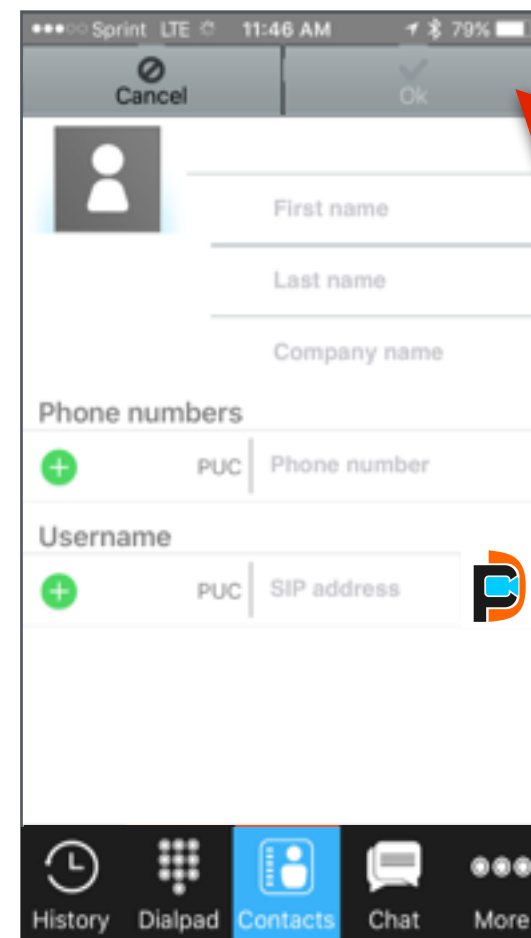 Sprint LTE 11:46 AM 79%
Cancel Ok
First name
Last name
Company name
Phone numbers
PUC Phone number
Username
PUC SIP address
History Dialpad Contacts Chat More